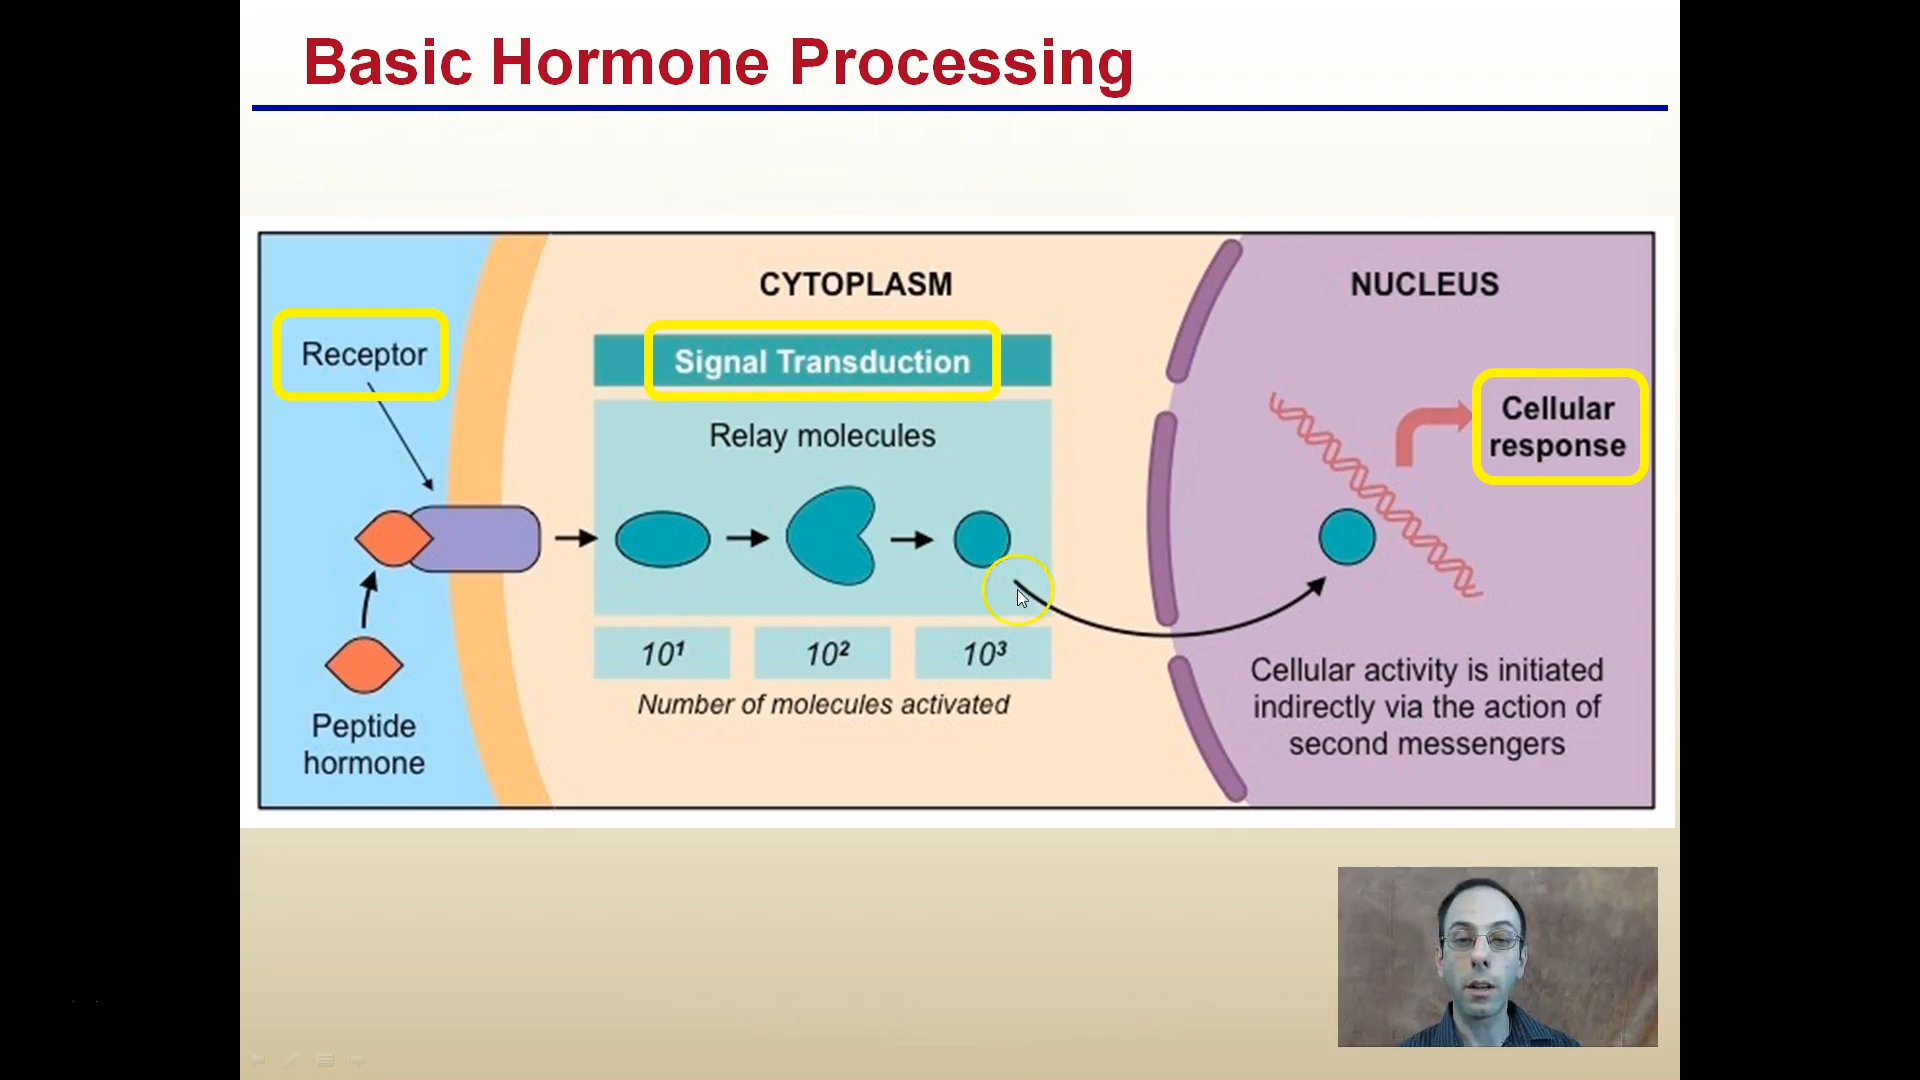 Basic Hormone Processing
CYTOPLASM
NUCLEUS
Receptor
Signal Transduction
Relay molecules
Cellular
response
10¹
10²
10³
Number of molecules activated
Peptide
hormone
Cellular activity is initiated
indirectly via the action of
second messengers